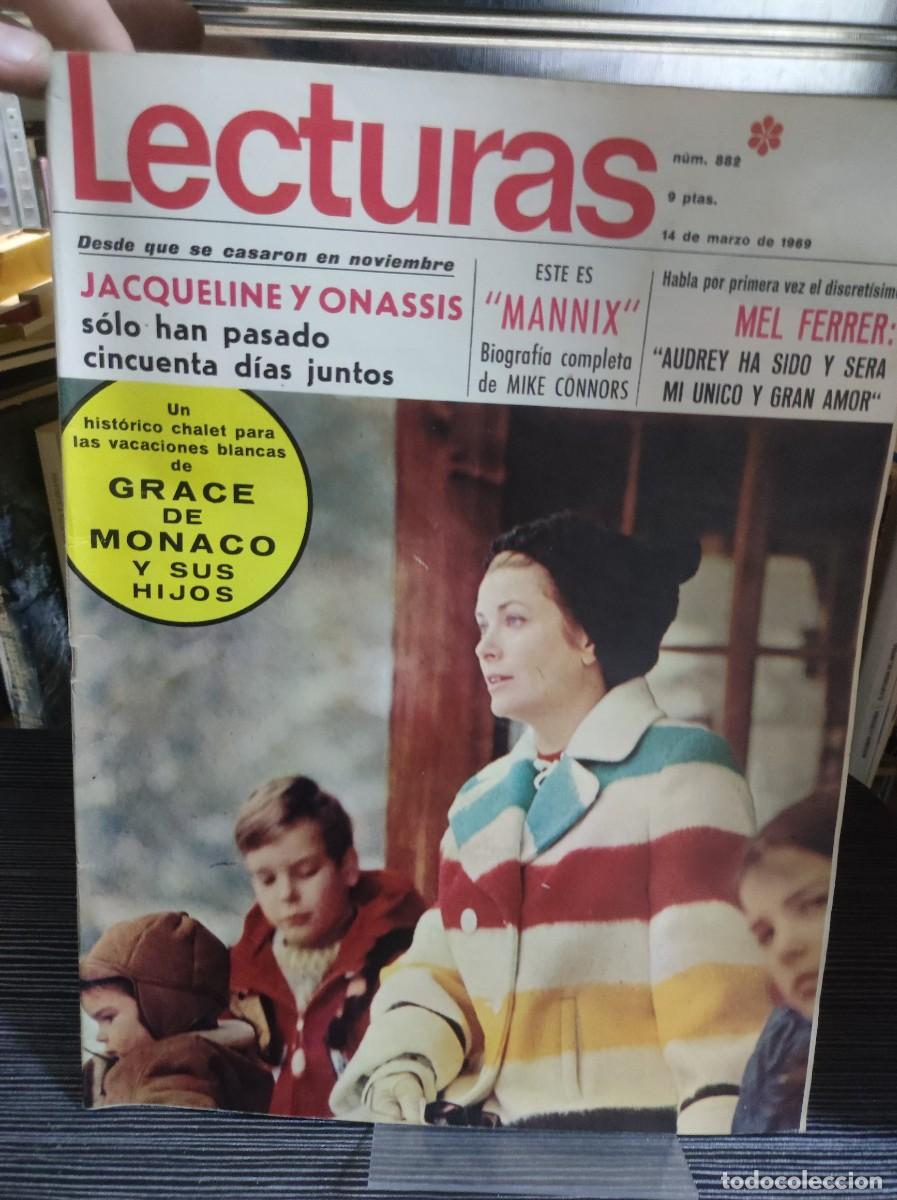 Lecturas
núm. 882
9 ptas.
14 de marzo de 1969
Desde que se casaron en noviembre
JACQUELINE Y ONASSIS
sólo han pasado
cincuenta días juntos
ESTE ES
"MANNIX"
Biografía completa
de MIKE CONNORS
Habla por primera vez el discretísim
MEL FERRER:
"AUDREY HA SIDO Y SERA
MI UNICO Y GRAN AMOR"
Un
histórico chalet para
las vacaciones blancas
de
GRACE
DE
MONACO
Y SUS
HIJOS
todocoleccion